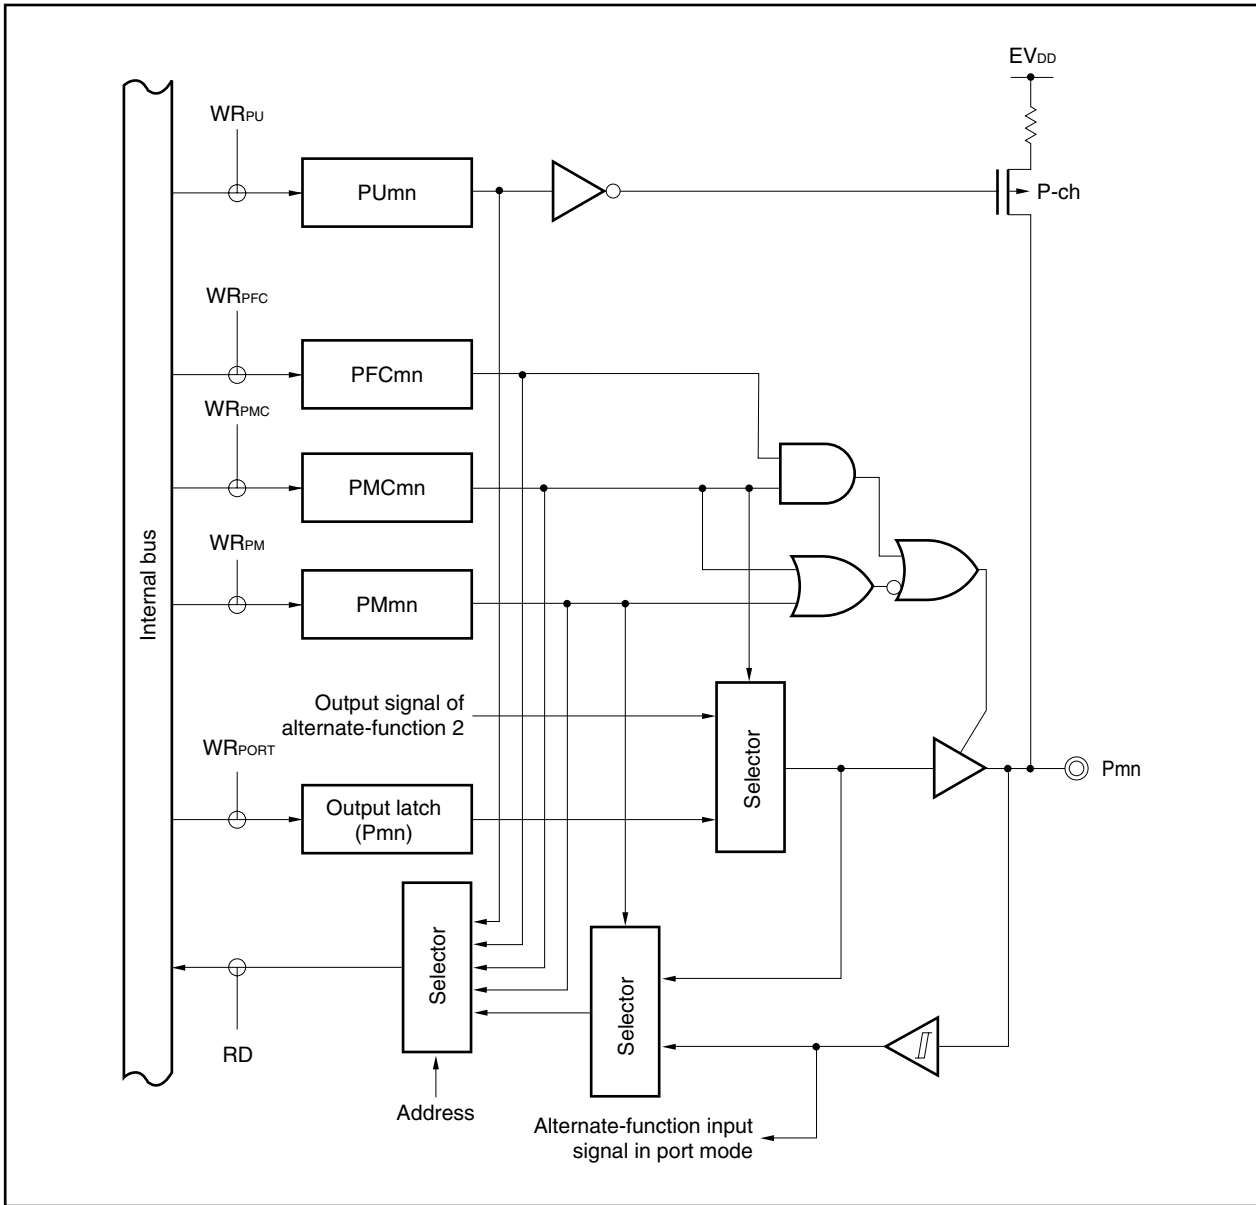 EVDD
WRPU
PUmn
P-ch
WRPFC
PFCmn
WRPMC
PMCmn
WRPM
PMmn
Internal bus
Output signal of
alternate-function 2
WRPORT
Output latch
(Pmn)
Selector
Pmn
Selector
Selector
RD
Address
Alternate-function input
signal in port mode